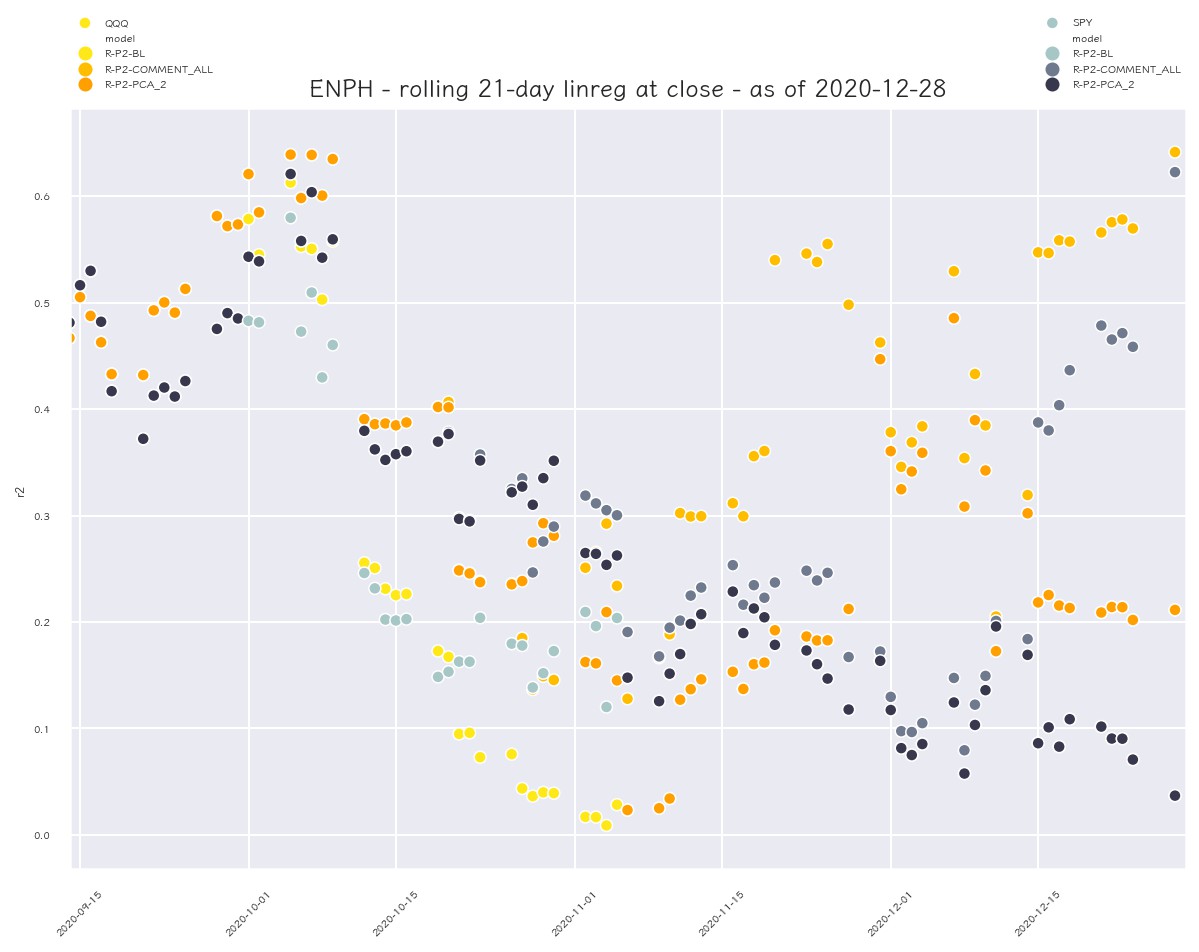 QQQ
model
R-P2-BL
R-P2-COMMENT_ALL
R-P2-PCA_2
SPY
model
R-P2-BL
R-P2-COMMENT_ALL
R-P2-PCA_2
ENPH - rolling 21-day linreg at close - as of 2020-12-28
r2
0.6
0.5
0.4
0.3
0.2
0.1
0.0
2020-09-15
2020-10-01
2020-10-15
2020-11-01
2020-11-15
2020-12-01
2020-12-15